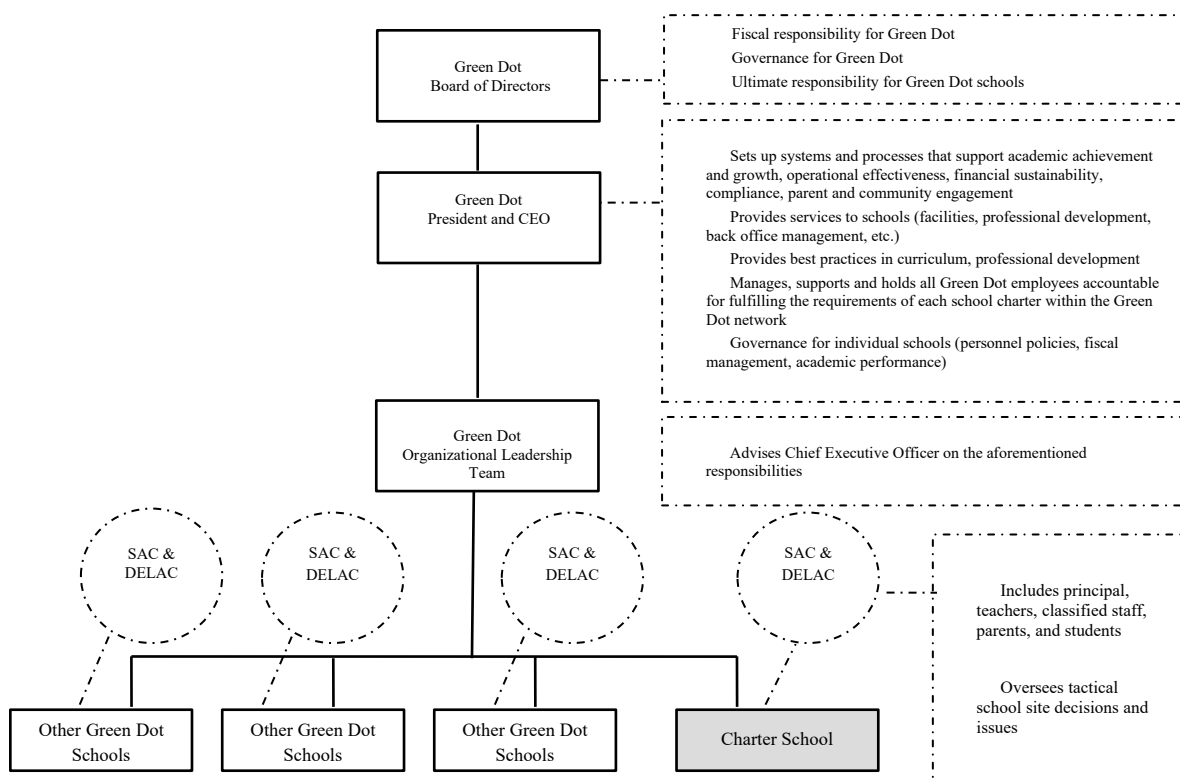 Green Dot
Board of Directors
Fiscal responsibility for Green Dot
Governance for Green Dot
Ultimate responsibility for Green Dot schools
Green Dot
President and CEO
Sets up systems and processes that support academic achievement
and growth, operational effectiveness, financial sustainability,
compliance, parent and community engagement
Provides services to schools (facilities, professional development,
back office management, etc.)
Provides best practices in curriculum, professional development
Manages, supports and holds all Green Dot employees accountable
for fulfilling the requirements of each school charter within the Green
Dot network
Governance for individual schools (personnel policies, fiscal
management, academic performance)
Green Dot
Organizational Leadership
Team
Advises Chief Executive Officer on the aforementioned
responsibilities
SAC &
DELAC
SAC &
DELAC
SAC &
DELAC
SAC &
DELAC
Includes principal,
teachers, classified staff,
parents, and students
Oversees tactical
school site decisions and
issues
Other Green Dot
Schools
Other Green Dot
Schools
Other Green Dot
Schools
Charter School